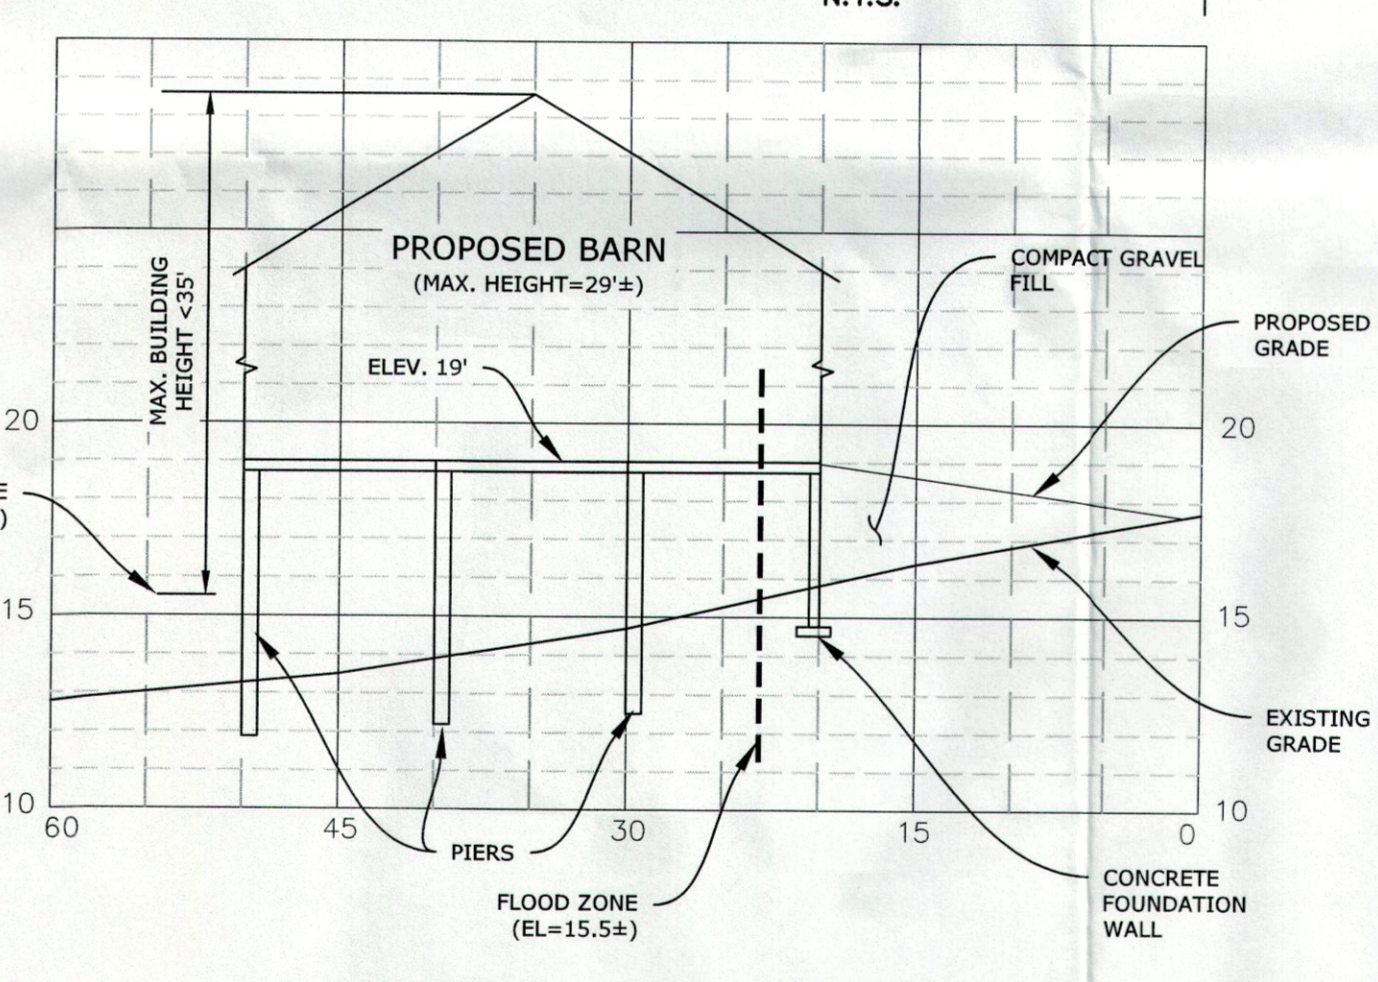 N.T.S.
PROPOSED BARN
(MAX. HEIGHT=29'±)
MAX. BUILDING
HEIGHT <35'
ELEV. 19'
COMPACT GRAVEL
FILL
PROPOSED
GRADE
20
20
)
15
15
EXISTING
GRADE
10
10
60
45
30
15
0
PIERS
FLOOD ZONE
(EL=15.5±)
CONCRETE
FOUNDATION
WALL